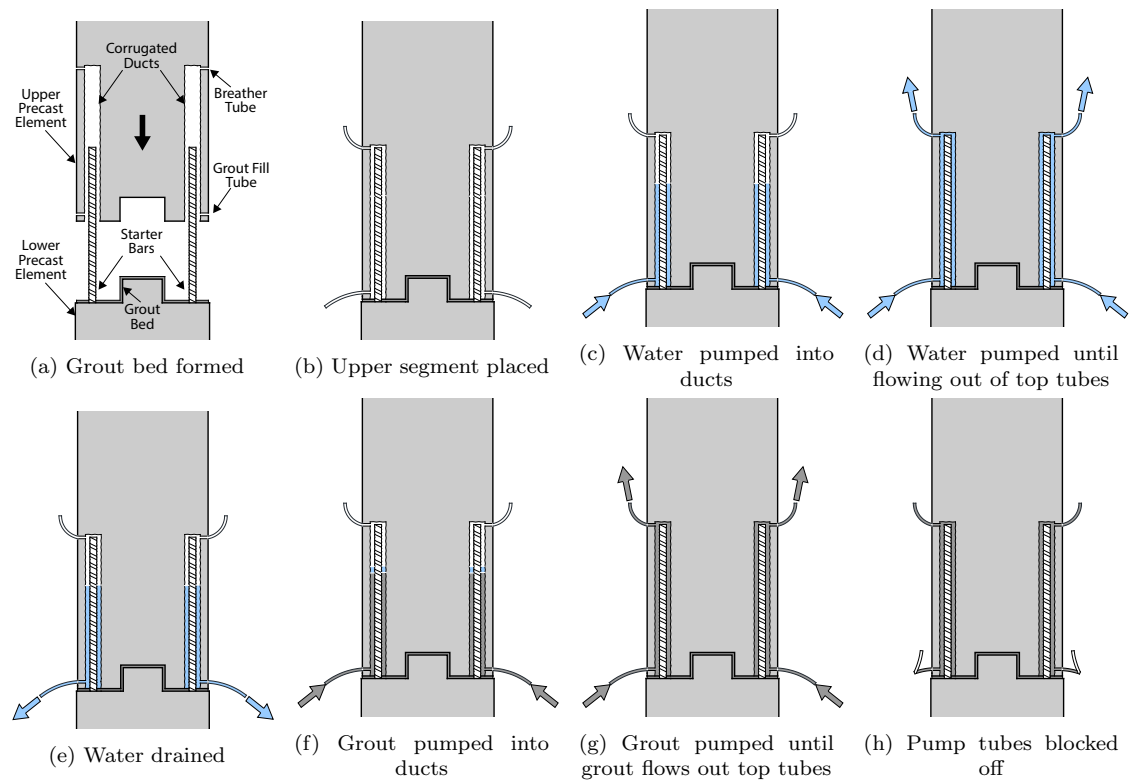 Corrugated
Ducts
Upper
Precast
Element
Breather
Tube
Grout Fill
Tube
Lower
Precast
Element
Starter
Bars
Grout
Bed
(a) Grout bed formed
(b) Upper segment placed
(c) Water pumped into
ducts
(d) Water pumped until
flowing out of top tubes
(e) Water drained
(f) Grout pumped into
ducts
(g) Grout pumped until
grout flows out top tubes
(h) Pump tubes blocked
off